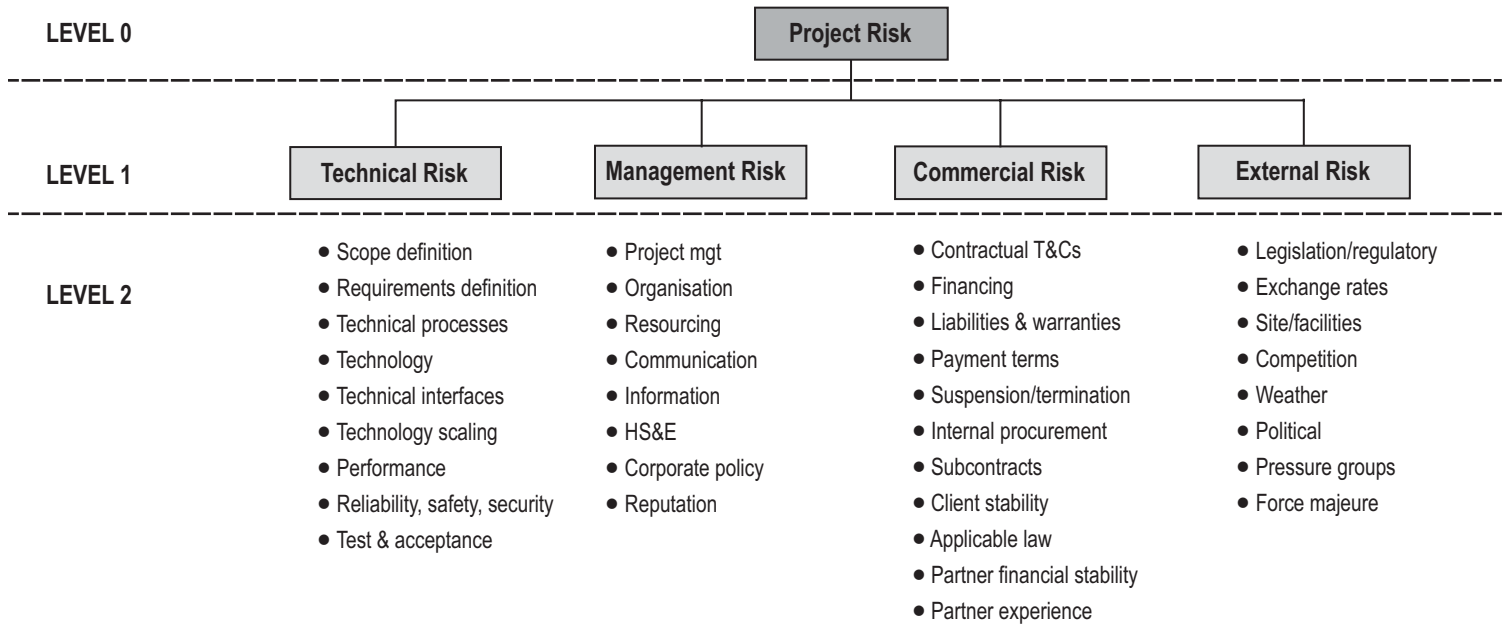 LEVEL 0
Project Risk
LEVEL 1
Technical Risk
Management Risk
Commercial Risk
External Risk
LEVEL 2
● Scope definition
● Requirements definition
● Technical processes
● Technology
● Technical interfaces
● Technology scaling
● Performance
● Reliability, safety, security
● Test & acceptance
● Project mgt
● Organisation
● Resourcing
● Communication
● Information
● HS&E
● Corporate policy
● Reputation
● Contractual T&Cs
● Financing
● Liabilities & warranties
● Payment terms
● Suspension/termination
● Internal procurement
● Subcontracts
● Client stability
● Applicable law
● Partner financial stability
● Partner experience
● Legislation/regulatory
● Exchange rates
● Site/facilities
● Competition
● Weather
● Political
● Pressure groups
● Force majeure